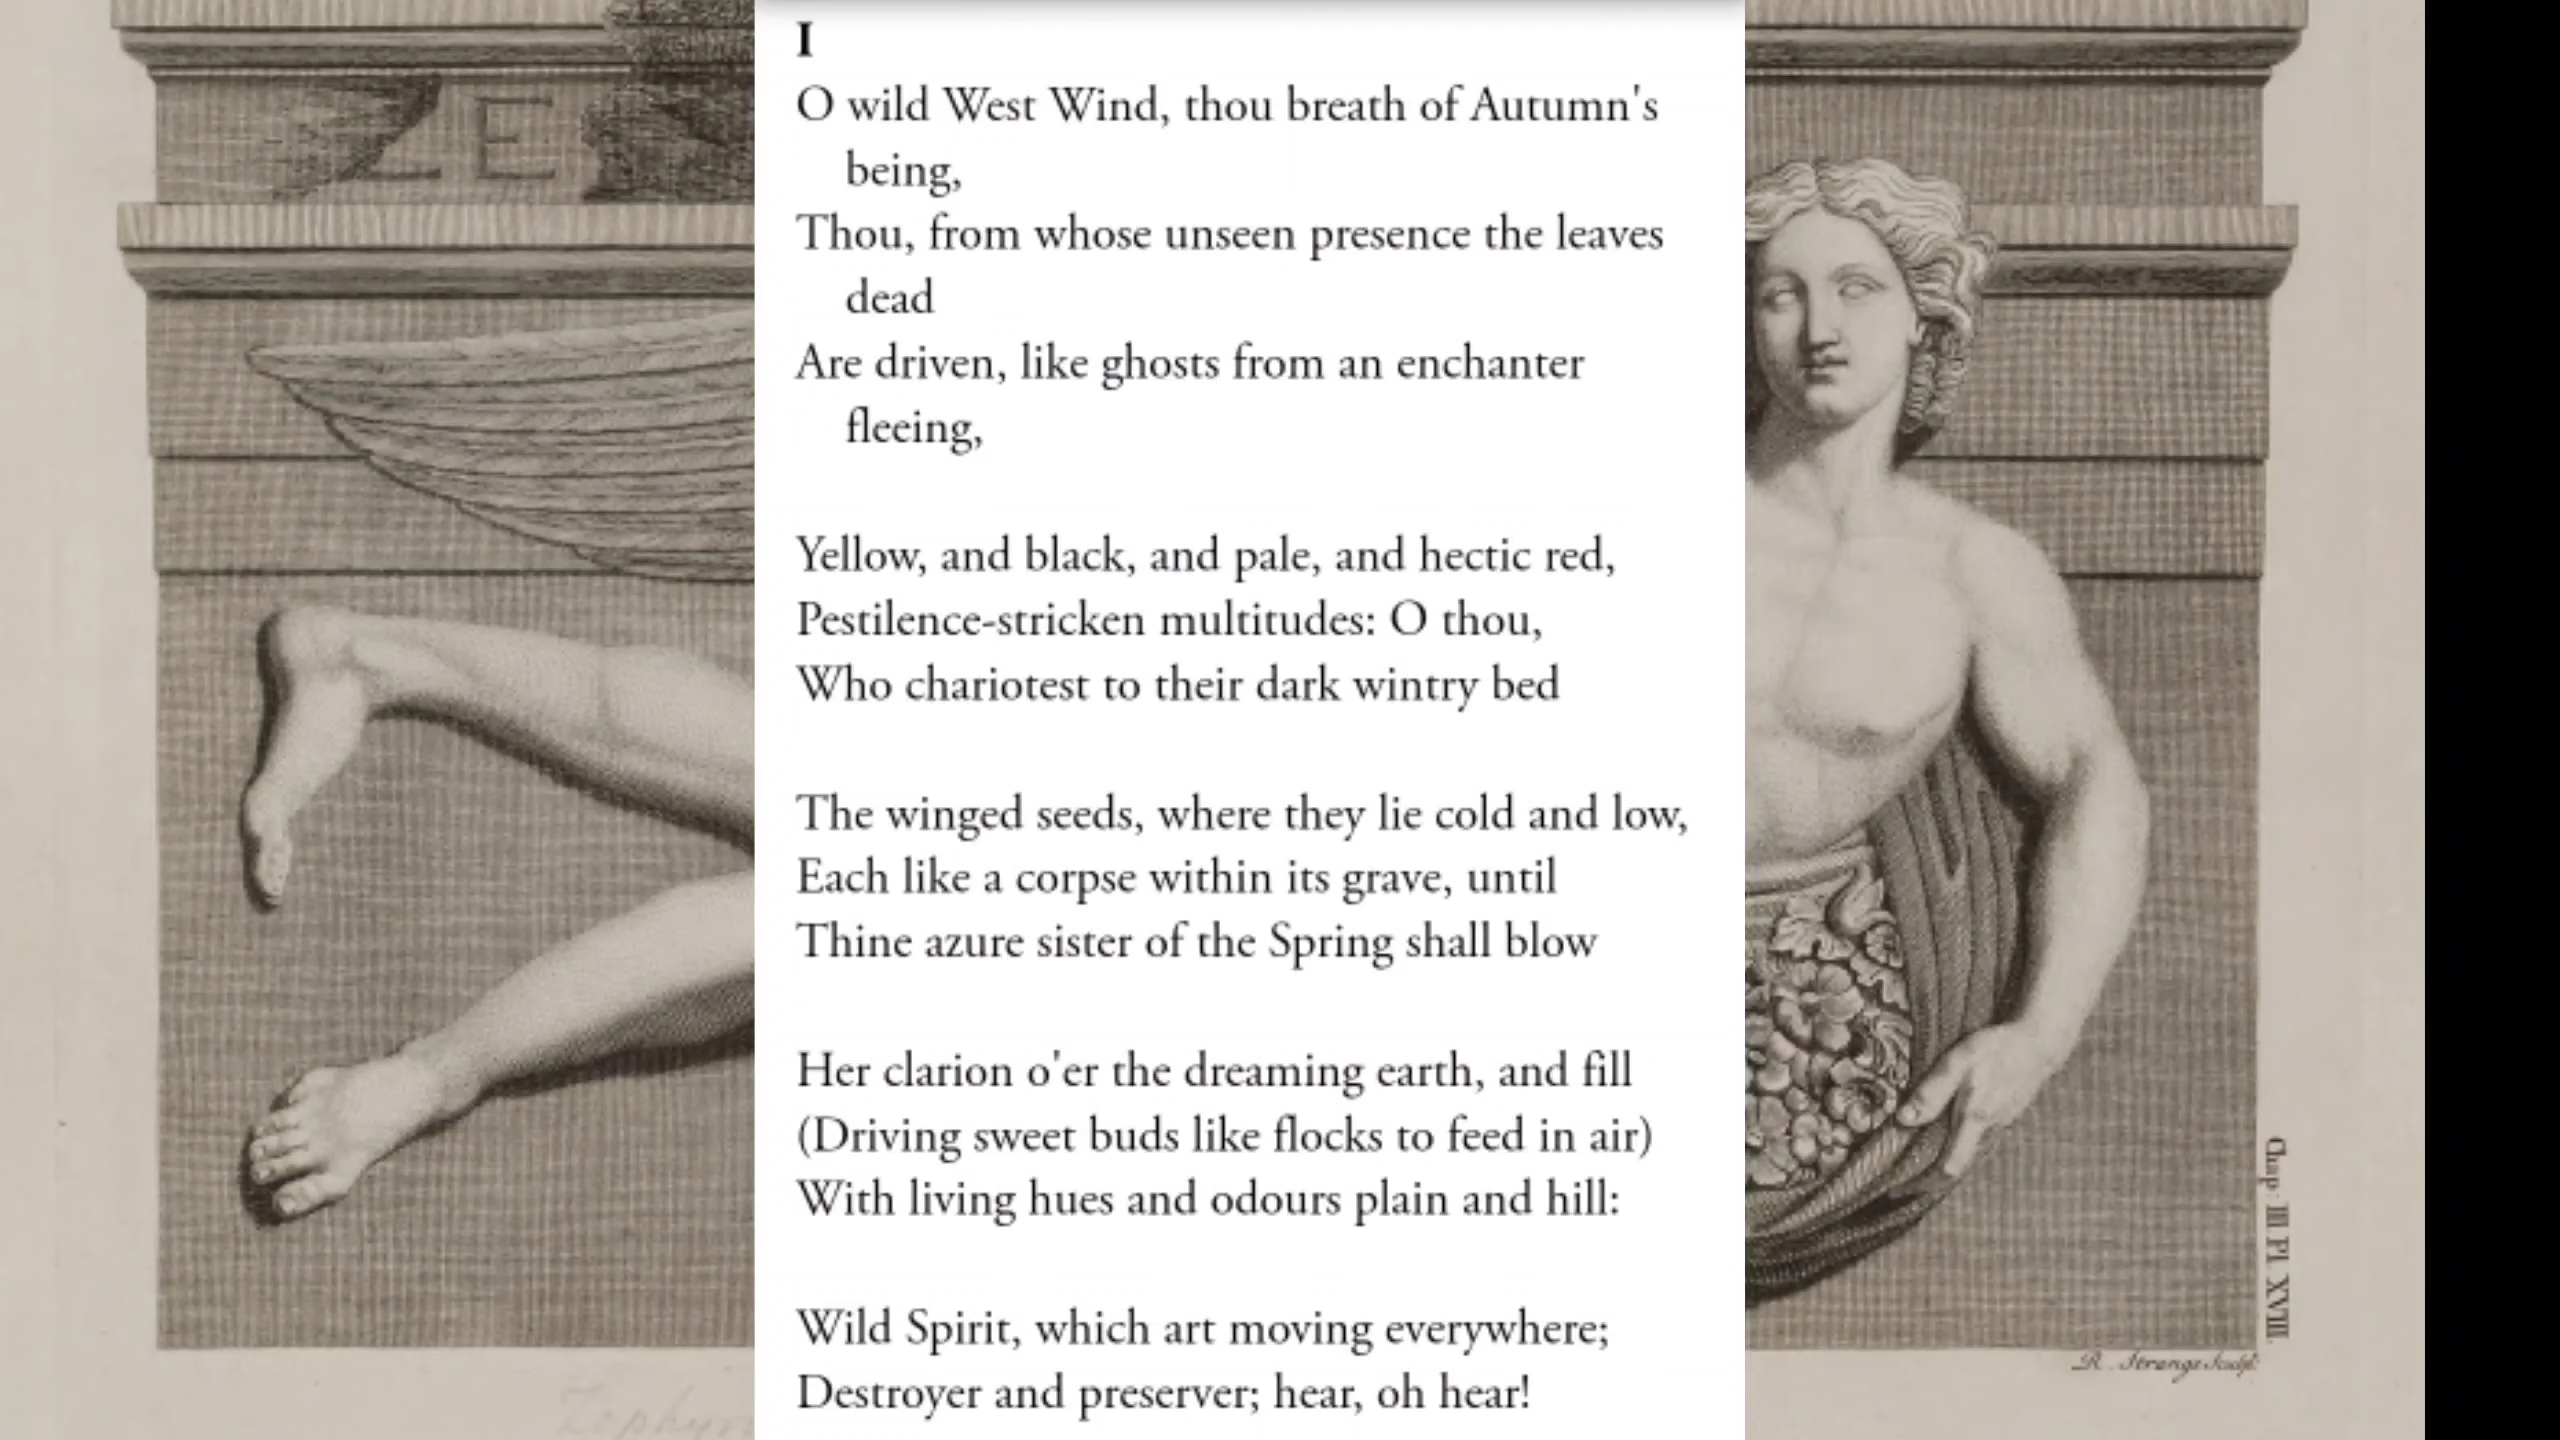 ZE
I
O wild West Wind, thou breath of Autumn's
being,
Thou, from whose unseen presence the leaves
dead
Are driven, like ghosts from an enchanter
fleeing,
Yellow, and black, and pale, and hectic red,
Pestilence-stricken multitudes: O thou,
Who chariotest to their dark wintry bed
The winged seeds, where they lie cold and low,
Each like a corpse within its grave, until
Thine azure sister of the Spring shall blow
Her clarion o'er the dreaming earth, and fill
(Driving sweet buds like flocks to feed in air)
With living hues and odours plain and hill:
Wild Spirit, which art moving everywhere;
Destroyer and preserver; hear, oh hear!
Chap. III Pl XVIII.
R. Strange Sculpt
Zephyr